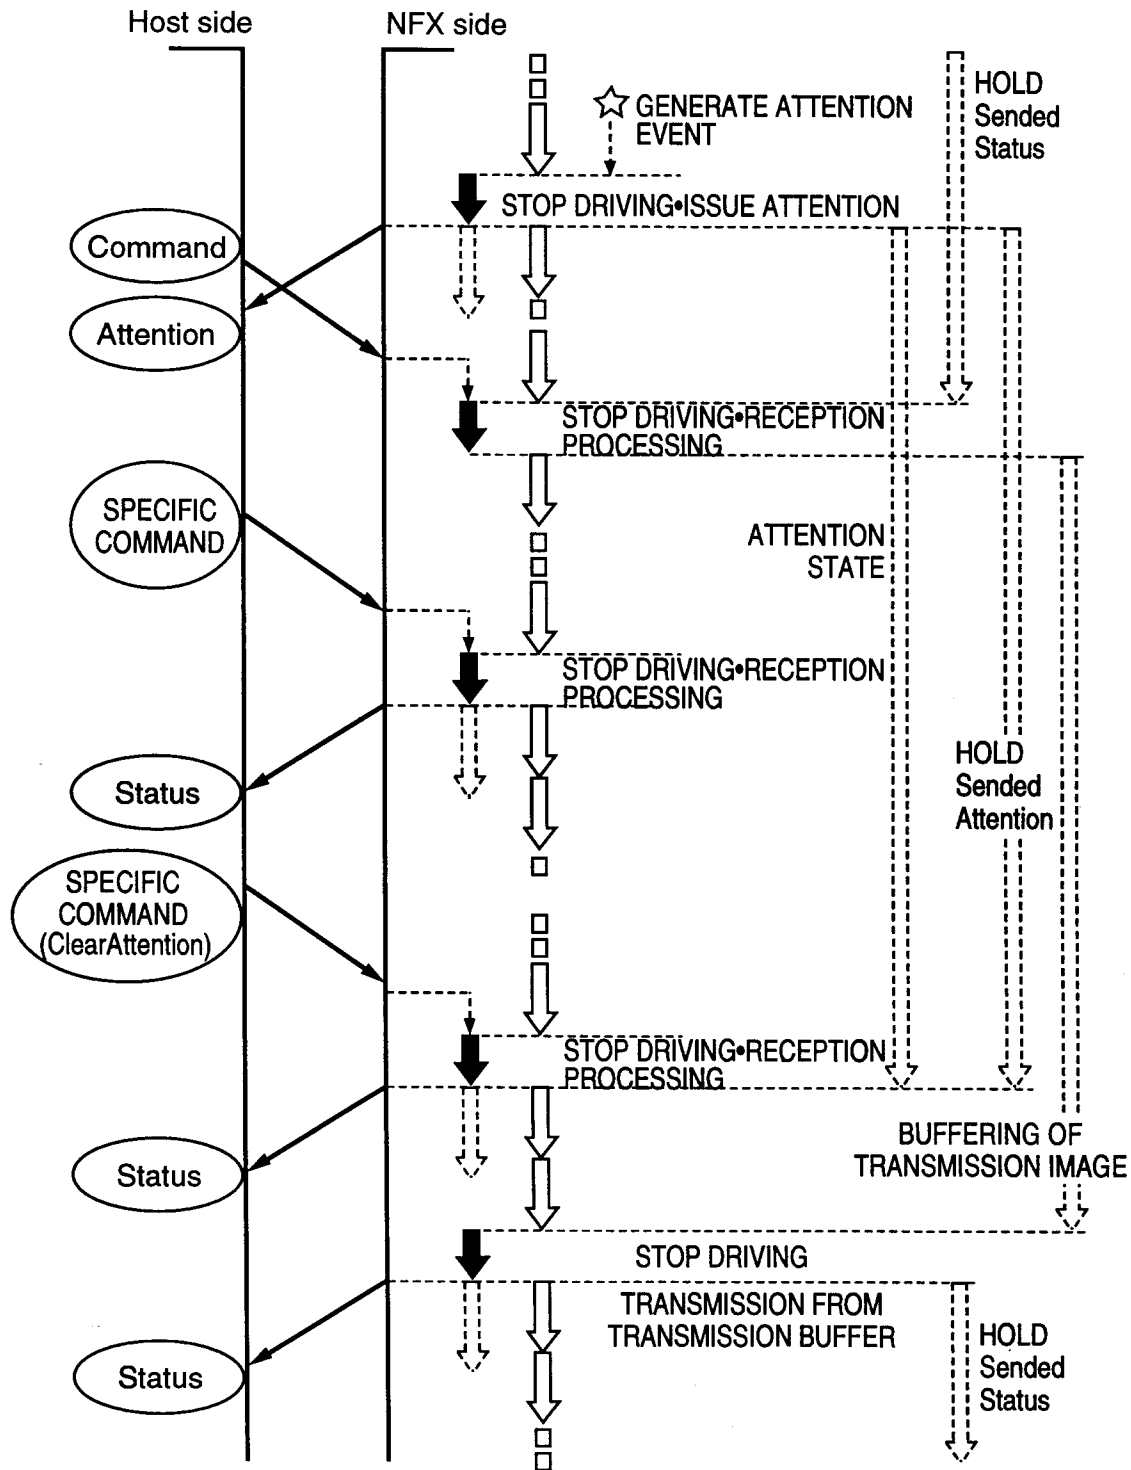 Host side
NFX side
HOLD
Sended
Status
GENERATE ATTENTION
EVENT
STOP DRIVING•ISSUE ATTENTION
Command
Attention
STOP DRIVING•RECEPTION
PROCESSING
SPECIFIC
COMMAND
ATTENTION
STATE
STOP DRIVING•RECEPTION
PROCESSING
HOLD
Sended
Attention
Status
SPECIFIC
COMMAND
(ClearAttention)
STOP DRIVING•RECEPTION
PROCESSING
BUFFERING OF
TRANSMISSION IMAGE
Status
STOP DRIVING
TRANSMISSION FROM
TRANSMISSION BUFFER
HOLD
Sended
Status
Status